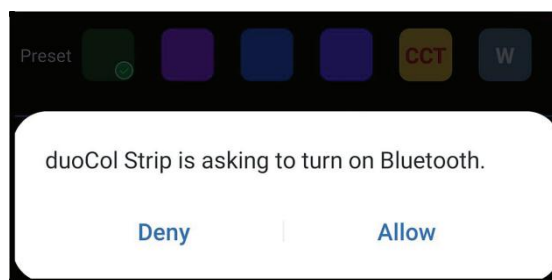 Preset CCT W
duoCol Strip is asking to turn on Bluetooth.
Deny Allow